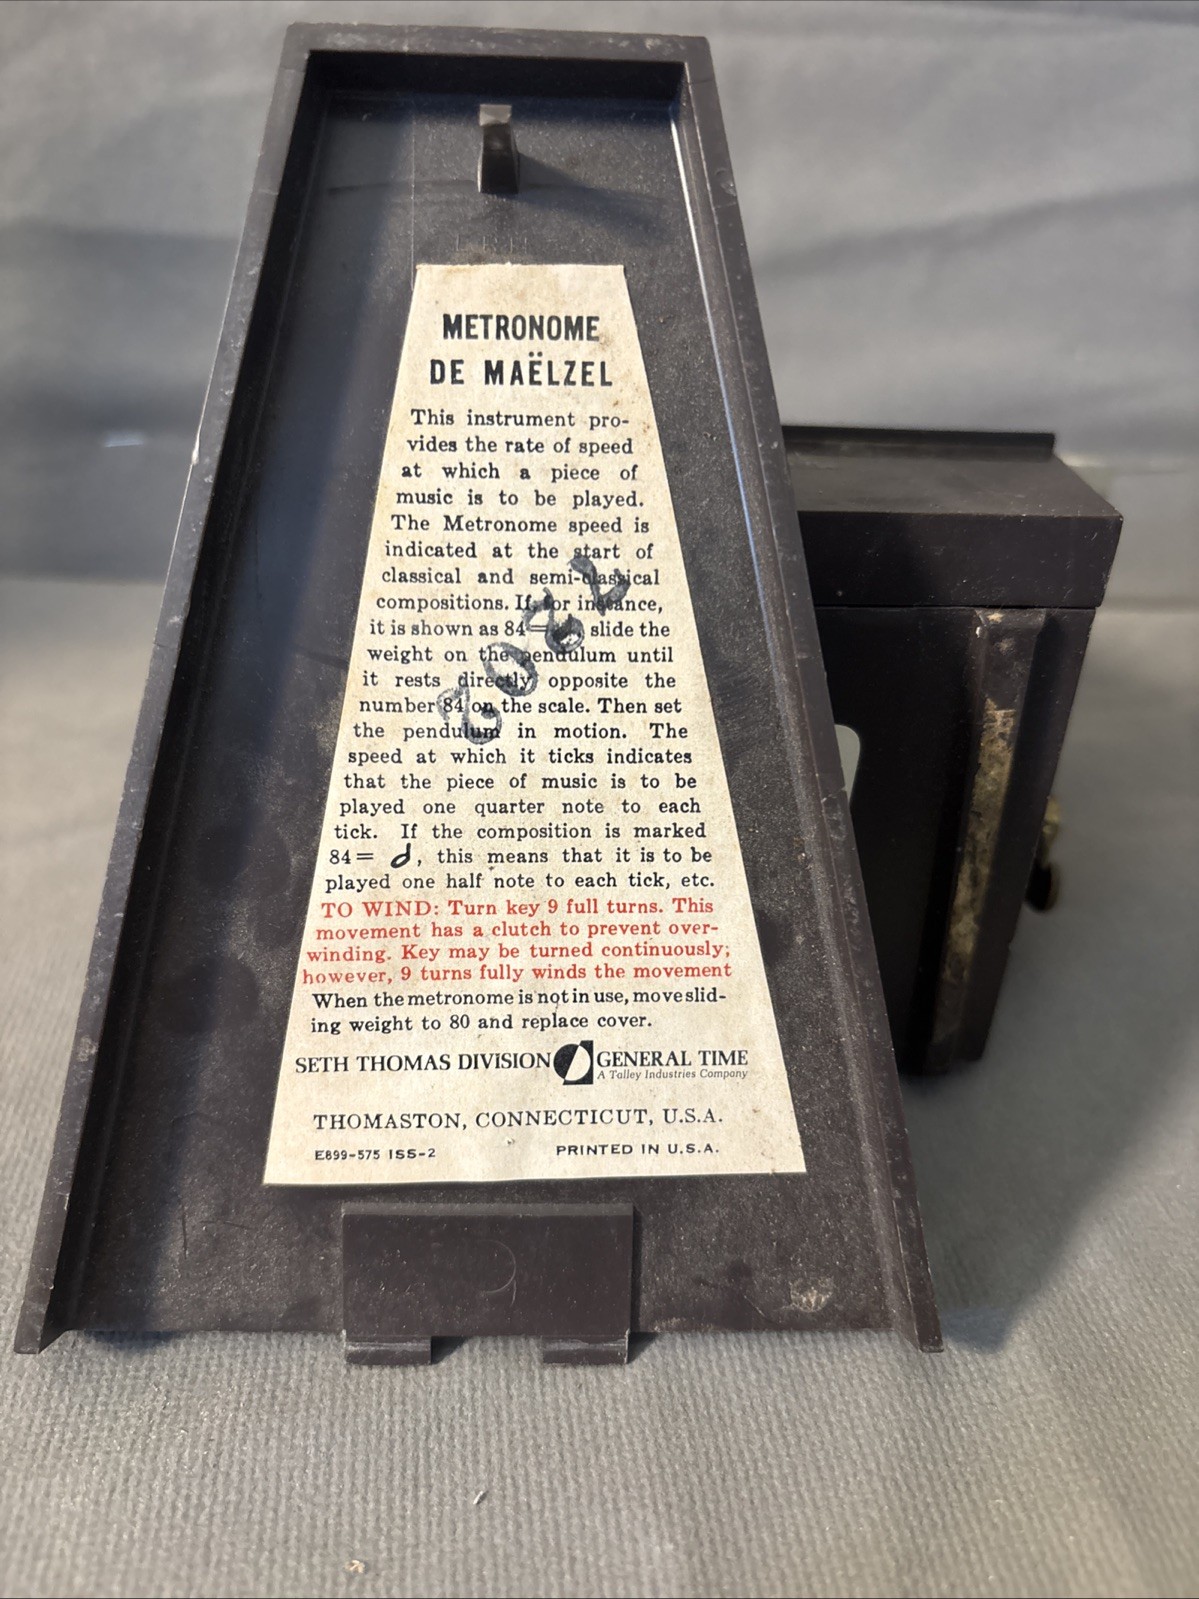 METRONOME
DE MAËLZEL
This instrument pro-
vides the rate of speed
at which a piece of
music is to be played.
The Metronome speed is
indicated at the start of
classical and semi-classical
compositions. If, for instance,
it is shown as 84= slide the
weight on the pendulum until
it rests directly opposite the
number 84 on the scale. Then set
the pendulum in motion. The
speed at which it ticks indicates
that the piece of music is to be
played one quarter note to each
tick. If the composition is marked
84= 𝅗𝅥, this means that it is to be
played one half note to each tick, etc.
TO WIND: Turn key 9 full turns. This
movement has a clutch to prevent over-
winding. Key may be turned continuously;
however, 9 turns fully winds the movement
When the metronome is not in use, move slid-
ing weight to 80 and replace cover.
SETH THOMAS DIVISION GENERAL TIME
A Talley Industries Company
THOMASTON, CONNECTICUT, U.S.A.
E899-575 ISS-2 PRINTED IN U.S.A.